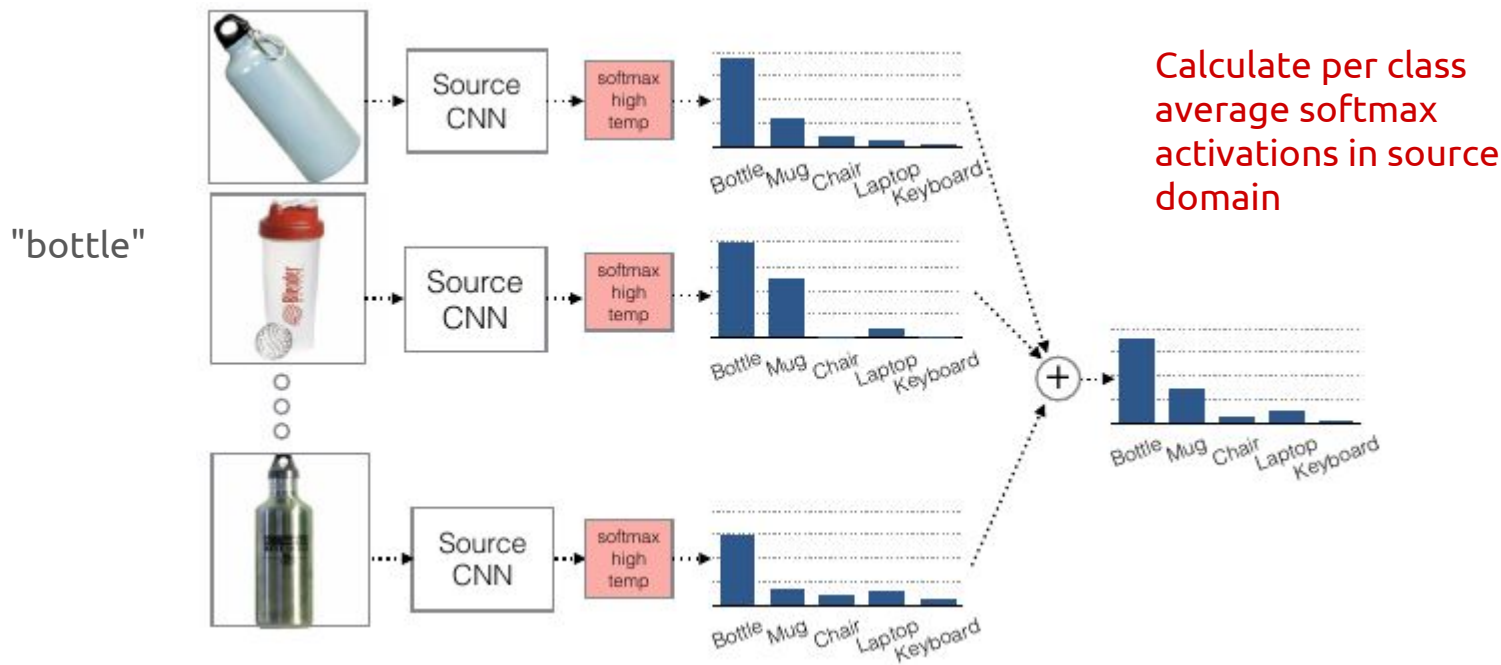 Calculate per class
average softmax
activations in source
domain
"bottle"
Source
CNN
softmax
high
temp
Bottle Mug Chair Laptop Keyboard
Source
CNN
softmax
high
temp
Bottle Mug Chair Laptop Keyboard
+
Bottle Mug Chair Laptop Keyboard
Source
CNN
softmax
high
temp
Bottle Mug Chair Laptop Keyboard